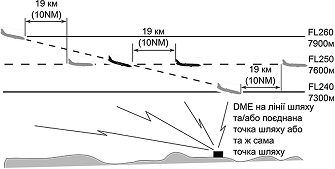 19 км
(10NM)
FL260
7900м
19 км
(10NM)
FL250
7600м
19 км
(10NM)
FL240
7300м
DME на лінії шляху
та/або поєднана
точка шляху або
та ж сама
точка шляху